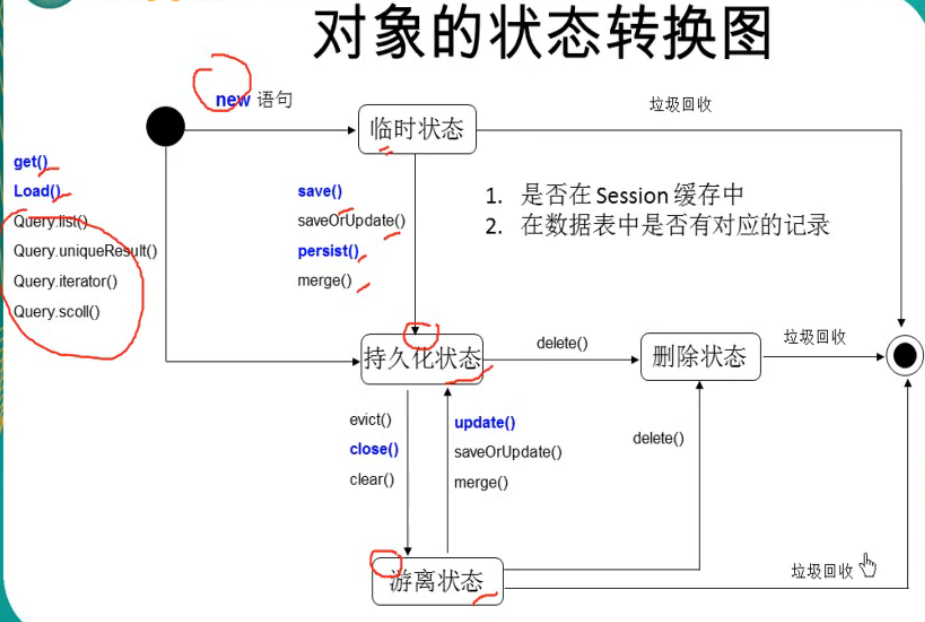 对象的状态转换图
new 语句
临时状态
垃圾回收
get()
Load()
Query.list()
Query.uniqueResult()
Query.iterator()
Query.scoll()
save()
saveOrUpdate()
persist()
merge()
1. 是否在 Session 缓存中
2. 在数据表中是否有对应的记录
持久化状态
delete()
删除状态
垃圾回收
evict()
close()
clear()
update()
saveOrUpdate()
merge()
delete()
游离状态
垃圾回收